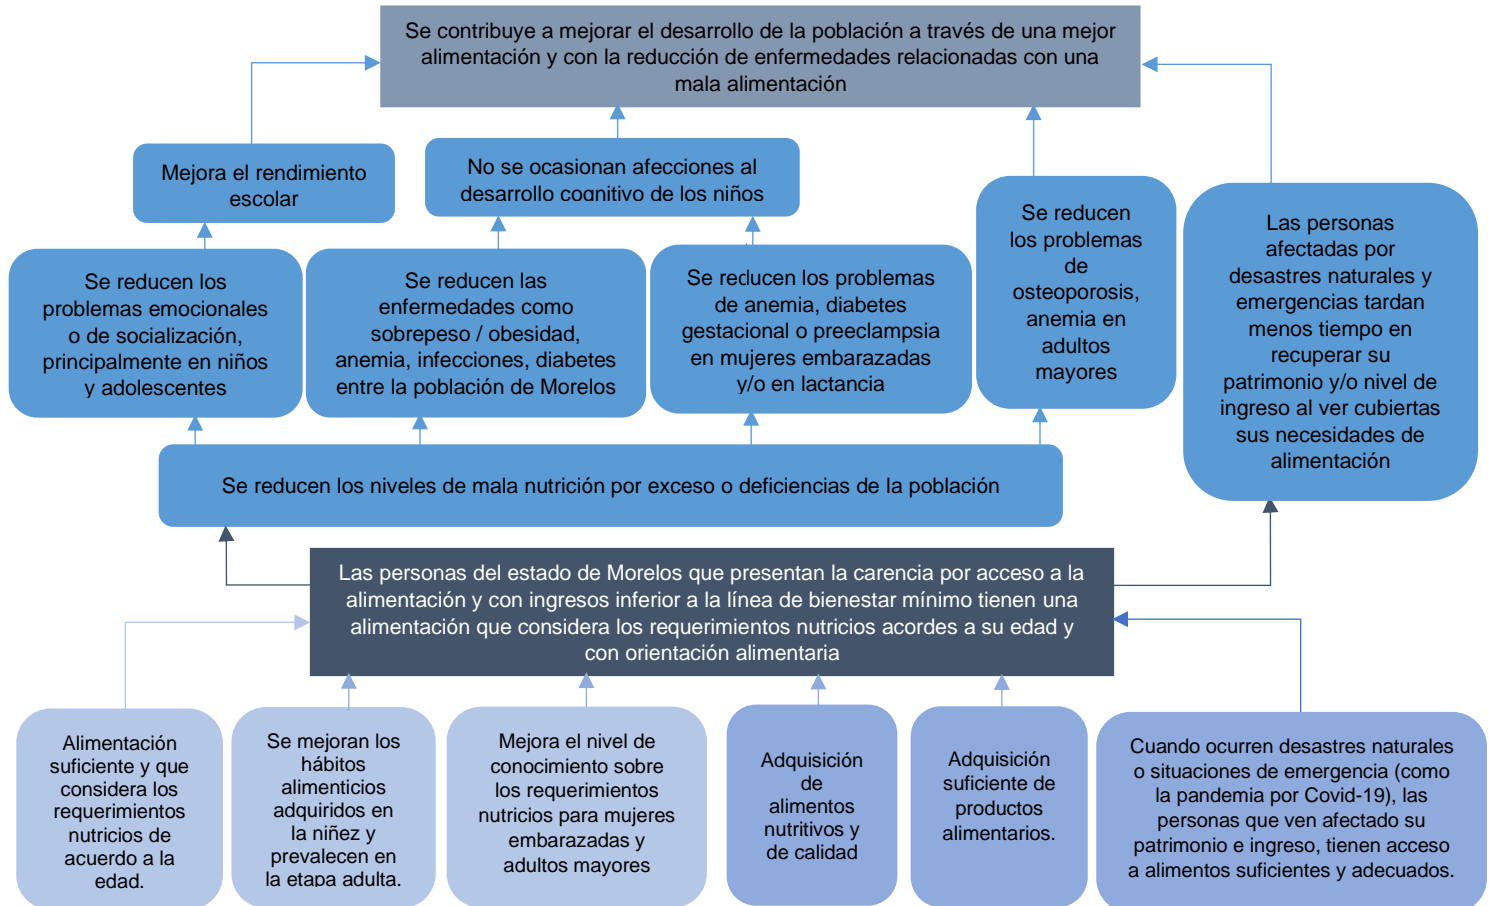 Se contribuye a mejorar el desarrollo de la población a través de una mejor
alimentación y con la reducción de enfermedades relacionadas con una
mala alimentación
Mejora el rendimiento
escolar
No se ocasionan afecciones al
desarrollo cognitivo de los niños
Se reducen
los problemas
de
osteoporosis,
anemia en
adultos
mayores
Las personas
afectadas por
desastres naturales y
emergencias tardan
menos tiempo en
recuperar su
patrimonio y/o nivel de
ingreso al ver cubiertas
sus necesidades de
alimentación
Se reducen los
problemas emocionales
o de socialización,
principalmente en niños
y adolescentes
Se reducen las
enfermedades como
sobrepeso / obesidad,
anemia, infecciones, diabetes
entre la población de Morelos
Se reducen los problemas
de anemia, diabetes
gestacional o preeclampsia
en mujeres embarazadas
y/o en lactancia
Se reducen los niveles de mala nutrición por exceso o deficiencias de la población
Las personas del estado de Morelos que presentan la carencia por acceso a la
alimentación y con ingresos inferior a la línea de bienestar mínimo tienen una
alimentación que considera los requerimientos nutricios acordes a su edad y
con orientación alimentaria
Alimentación
suficiente y que
considera los
requerimientos
nutricios de
acuerdo a la
edad.
Se mejoran los
hábitos
alimenticios
adquiridos en
la niñez y
prevalecen en
la etapa adulta.
Mejora el nivel de
conocimiento sobre
los requerimientos
nutricios para mujeres
embarazadas y
adultos mayores
Adquisición
de
alimentos
nutritivos y
de calidad
Adquisición
suficiente de
productos
alimentarios.
Cuando ocurren desastres naturales
o situaciones de emergencia (como
la pandemia por Covid-19), las
personas que ven afectado su
patrimonio e ingreso, tienen acceso
a alimentos suficientes y adecuados.